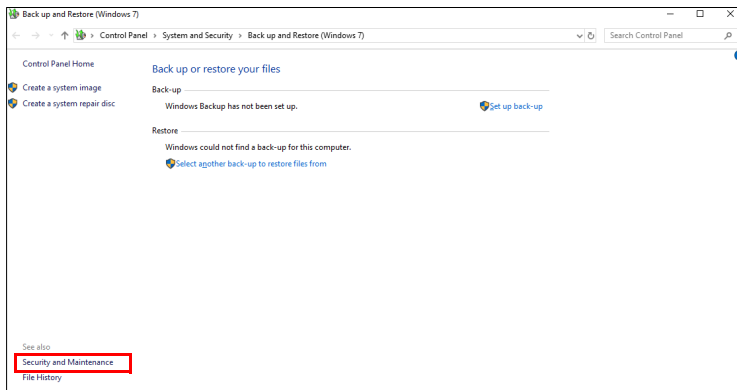 Back up and Restore (Windows 7)
Control Panel › System and Security › Back up and Restore (Windows 7)
Search Control Panel
Control Panel Home
Create a system image
Create a system repair disc
Back up or restore your files
Back-up
Windows Backup has not been set up.
Set up back-up
Restore
Windows could not find a back-up for this computer.
Select another back-up to restore files from
See also
Security and Maintenance
File History